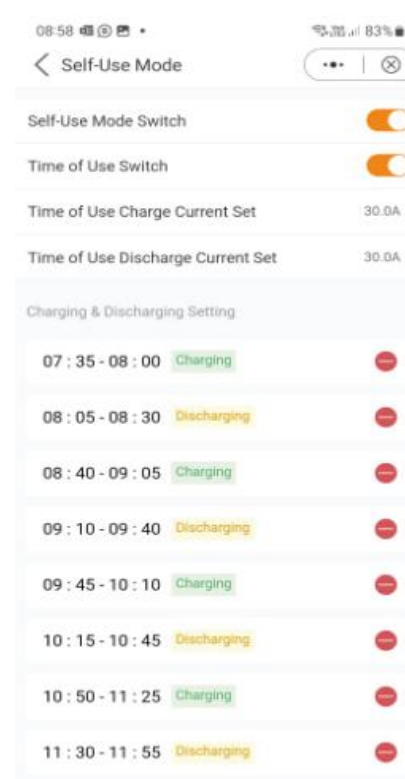 08:58
83%
Self-Use Mode
Self-Use Mode Switch
Time of Use Switch
Time of Use Charge Current Set 30.0A
Time of Use Discharge Current Set 30.0A
Charging & Discharging Setting
07 : 35 - 08 : 00 Charging
08 : 05 - 08 : 30 Discharging
08 : 40 - 09 : 05 Charging
09 : 10 - 09 : 40 Discharging
09 : 45 - 10 : 10 Charging
10 : 15 - 10 : 45 Discharging
10 : 50 - 11 : 25 Charging
11 : 30 - 11 : 55 Discharging